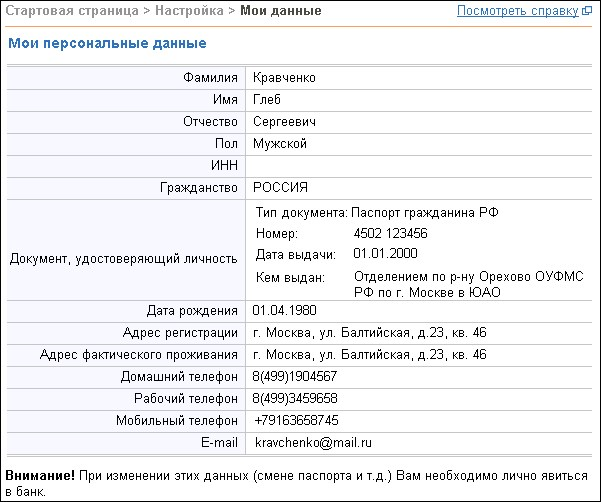 Стартовая страница > Настройка > Мои данные Посмотреть справку
Мои персональные данные
Фамилия Кравченко
Имя Глеб
Отчество Сергеевич
Пол Мужской
ИНН
Гражданство РОССИЯ
Документ, удостоверяющий личность
Тип документа: Паспорт гражданина РФ
Номер: 4502 123456
Дата выдачи: 01.01.2000
Кем выдан: Отделением по р-ну Орехово ОУФМС
РФ по г. Москве в ЮАО
Дата рождения 01.04.1980
Адрес регистрации г. Москва, ул. Балтийская, д.23, кв. 46
Адрес фактического проживания г. Москва, ул. Балтийская, д.23, кв. 46
Домашний телефон 8(499)1904567
Рабочий телефон 8(499)3459658
Мобильный телефон +79163658745
E-mail kravchenko@mail.ru
Внимание! При изменении этих данных (смене паспорта и т.д.) Вам необходимо лично явиться
в банк.